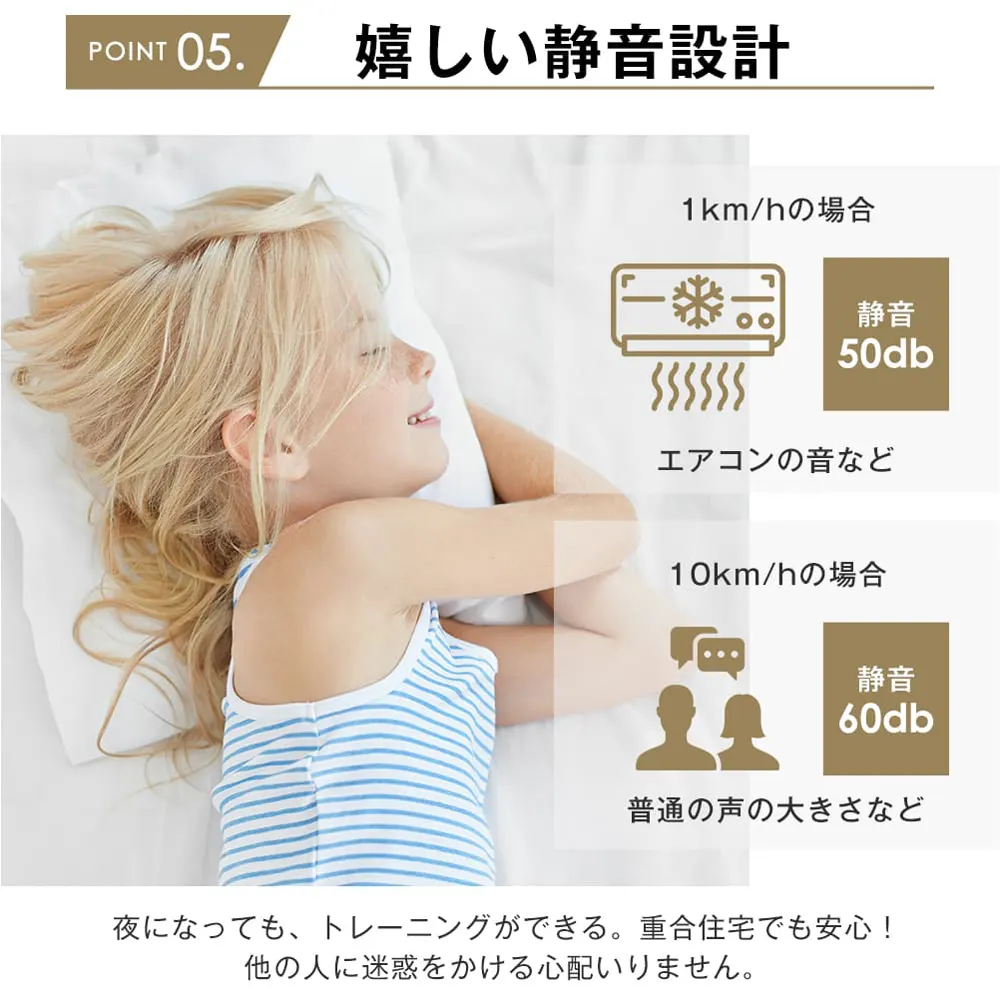 POINT 05.
嬉しい静音設計
1km/hの場合
静音
50db
エアコンの音など
10km/hの場合
静音
60db
普通の声の大きさなど
夜になっても、トレーニングができる。重合住宅でも安心！
他の人に迷惑をかける心配いりません。